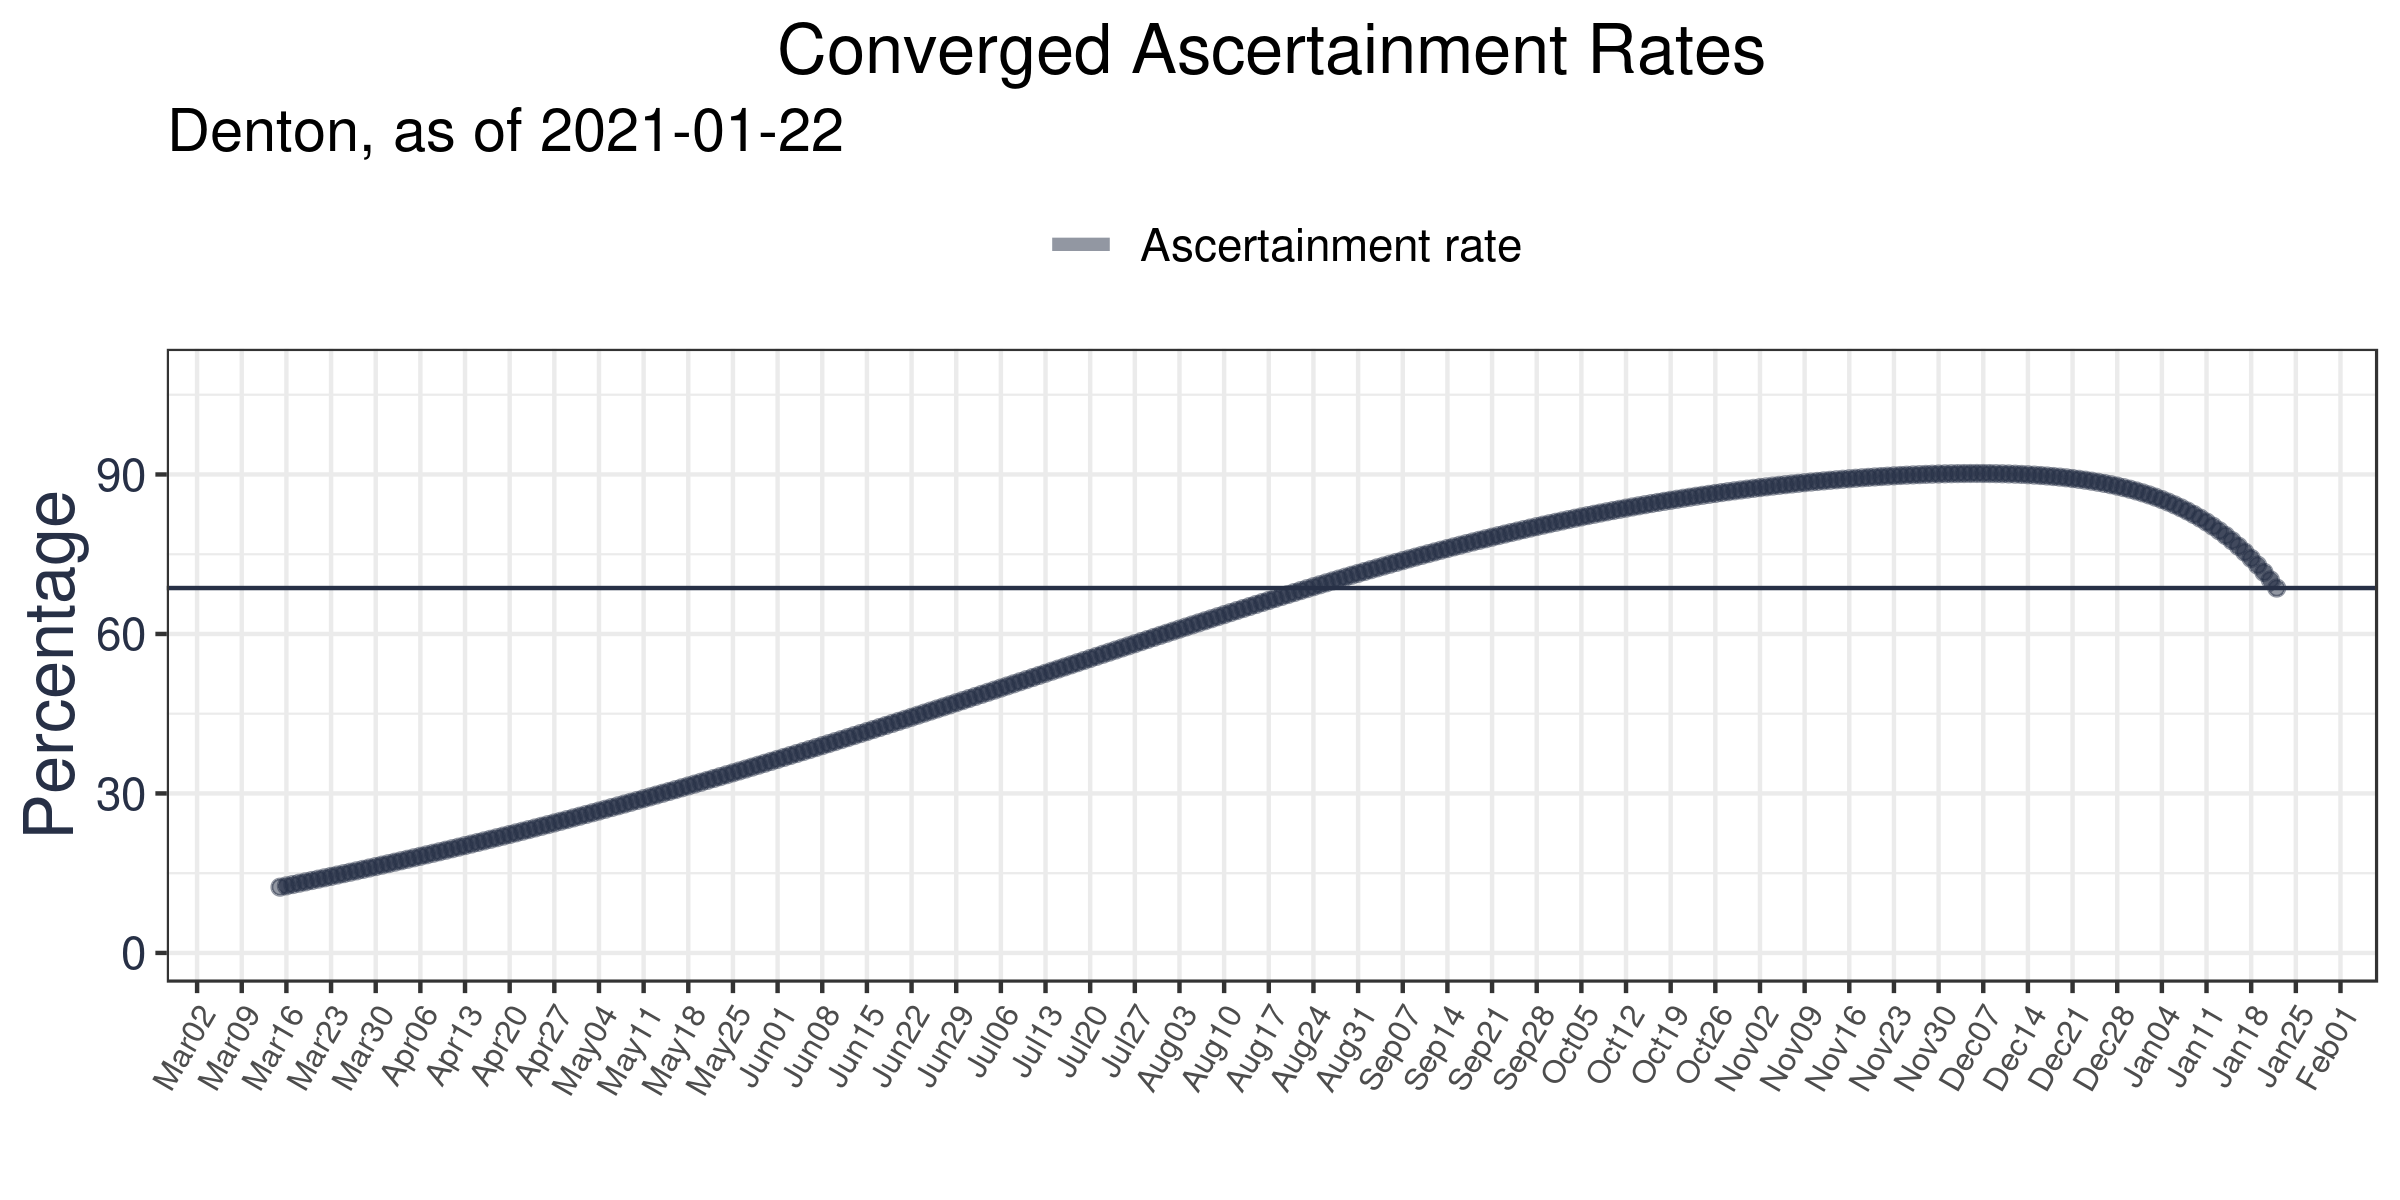 Converged Ascertainment Rates
Denton, as of 2021-01-22
Ascertainment rate
Percentage
90
60
30
0
Mar02 Mar09 Mar16 Mar23 Mar30 Apr06 Apr13 Apr20 Apr27 May04 May11 May18 May25 Jun01 Jun08 Jun15 Jun22 Jun29 Jul06 Jul13 Jul20 Jul27 Aug03 Aug10 Aug17 Aug24 Aug31 Sep07 Sep14 Sep21 Sep28 Oct05 Oct12 Oct19 Oct26 Nov02 Nov09 Nov16 Nov23 Nov30 Dec07 Dec14 Dec21 Dec28 Jan04 Jan11 Jan18 Jan25 Feb01